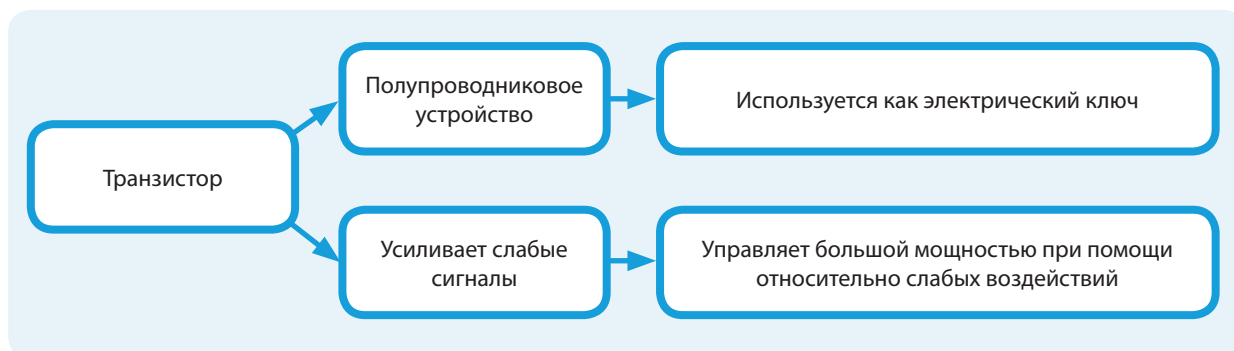 Транзистор
Полупроводниковое
устройство
Используется как электрический ключ
Усиливает слабые
сигналы
Управляет большой мощностью при помощи
относительно слабых воздействий